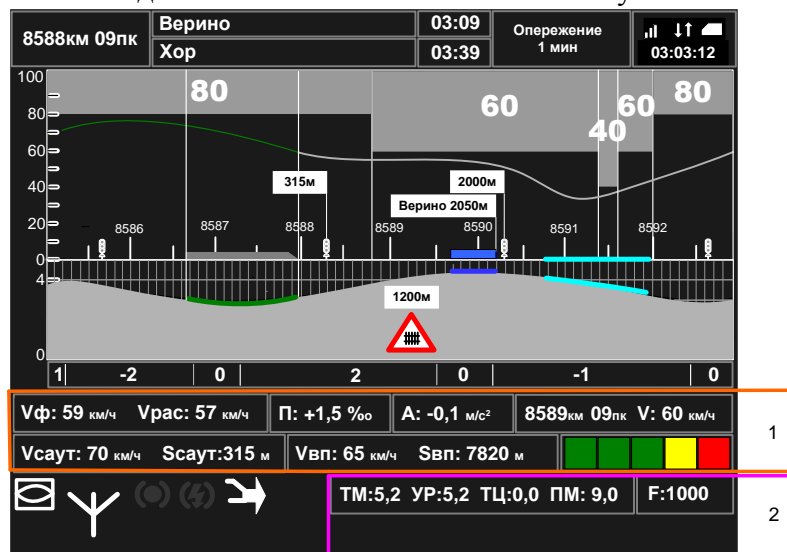 8588км 09пк
Верино 03:09
Хор 03:39
Опережение
1 мин
03:03:12
100
80
60
40
20
0
4
0
80
60
40
60
80
315м
2000м
Верино 2050м
8586 8587 8588 8589 8590 8591 8592
1200м
1 -2 0 2 0 -1 0
Vф: 59 км/ч Vрас: 57 км/ч П: +1,5 %о А: -0,1 м/с² 8589км 09пк V: 60 км/ч
Vсаут: 70 км/ч Sсаут:315 м Vвп: 65 км/ч Sвп: 7820 м
1
ТМ:5,2 УР:5,2 ТЦ:0,0 ПМ: 9,0 F:1000
2